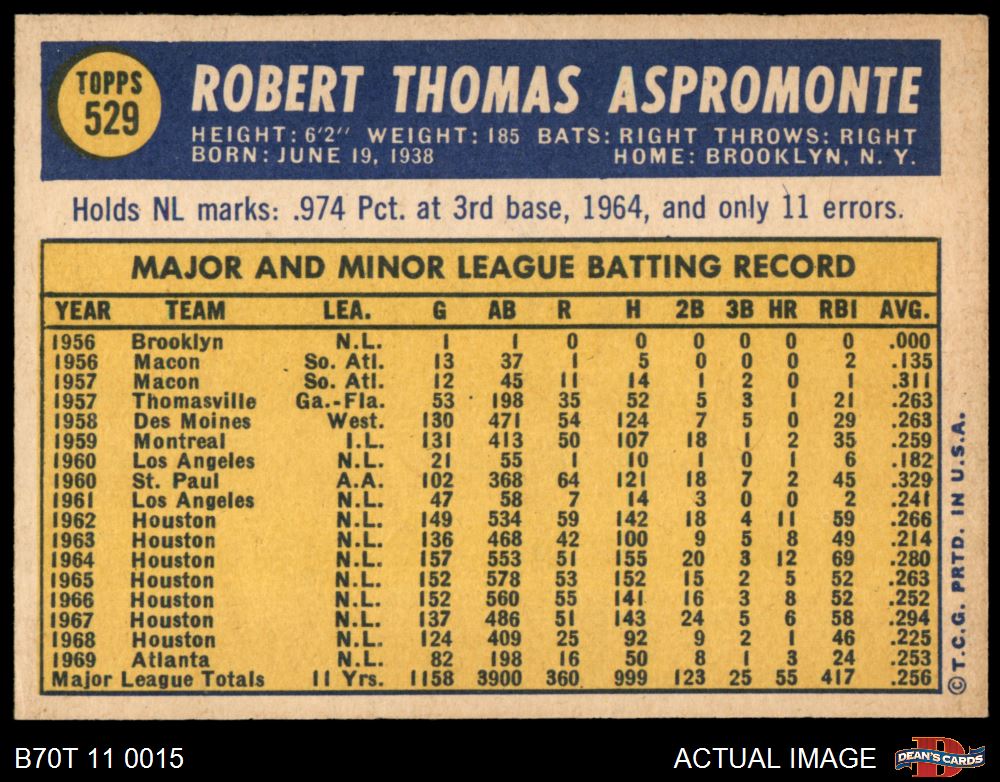 TOPPS
529
ROBERT THOMAS ASPROMONTE
HEIGHT: 6'2" WEIGHT: 185 BATS: RIGHT THROWS: RIGHT
BORN: JUNE 19, 1938 HOME: BROOKLYN, N. Y.
Holds NL marks: .974 Pct. at 3rd base, 1964, and only 11 errors.
MAJOR AND MINOR LEAGUE BATTING RECORD
YEAR TEAM LEA. G AB R H 2B 3B HR RBI AVG.
1956 Brooklyn N.L. 1 1 0 0 0 0 0 0 .000
1956 Macon So. Atl. 13 37 1 5 0 0 0 2 .135
1957 Macon So. Atl. 12 45 11 14 1 2 0 1 .311
1957 Thomasville Ga.-Fla. 53 198 35 52 5 3 1 21 .263
1958 Des Moines West. 130 471 54 124 7 5 0 29 .263
1959 Montreal I.L. 131 413 50 107 18 1 2 35 .259
1960 Los Angeles N.L. 21 55 1 10 1 0 1 6 .182
1960 St. Paul A.A. 102 368 64 121 18 7 2 45 .329
1961 Los Angeles N.L. 47 58 7 14 3 0 0 2 .241
1962 Houston N.L. 149 534 59 142 18 4 11 59 .266
1963 Houston N.L. 136 468 42 100 9 5 8 49 .214
1964 Houston N.L. 157 553 51 155 20 3 12 69 .280
1965 Houston N.L. 152 578 53 152 15 2 5 52 .263
1966 Houston N.L. 152 560 55 141 16 3 8 52 .252
1967 Houston N.L. 137 486 51 143 24 5 6 58 .294
1968 Houston N.L. 124 409 25 92 9 2 1 46 .225
1969 Atlanta N.L. 82 198 16 50 8 1 3 24 .253
Major League Totals 11 Yrs. 1158 3900 360 999 123 25 55 417 .256
© T.C.G. PRTD. IN U.S.A.
B70T 11 0015
ACTUAL IMAGE
D
DEAN'S CARDS